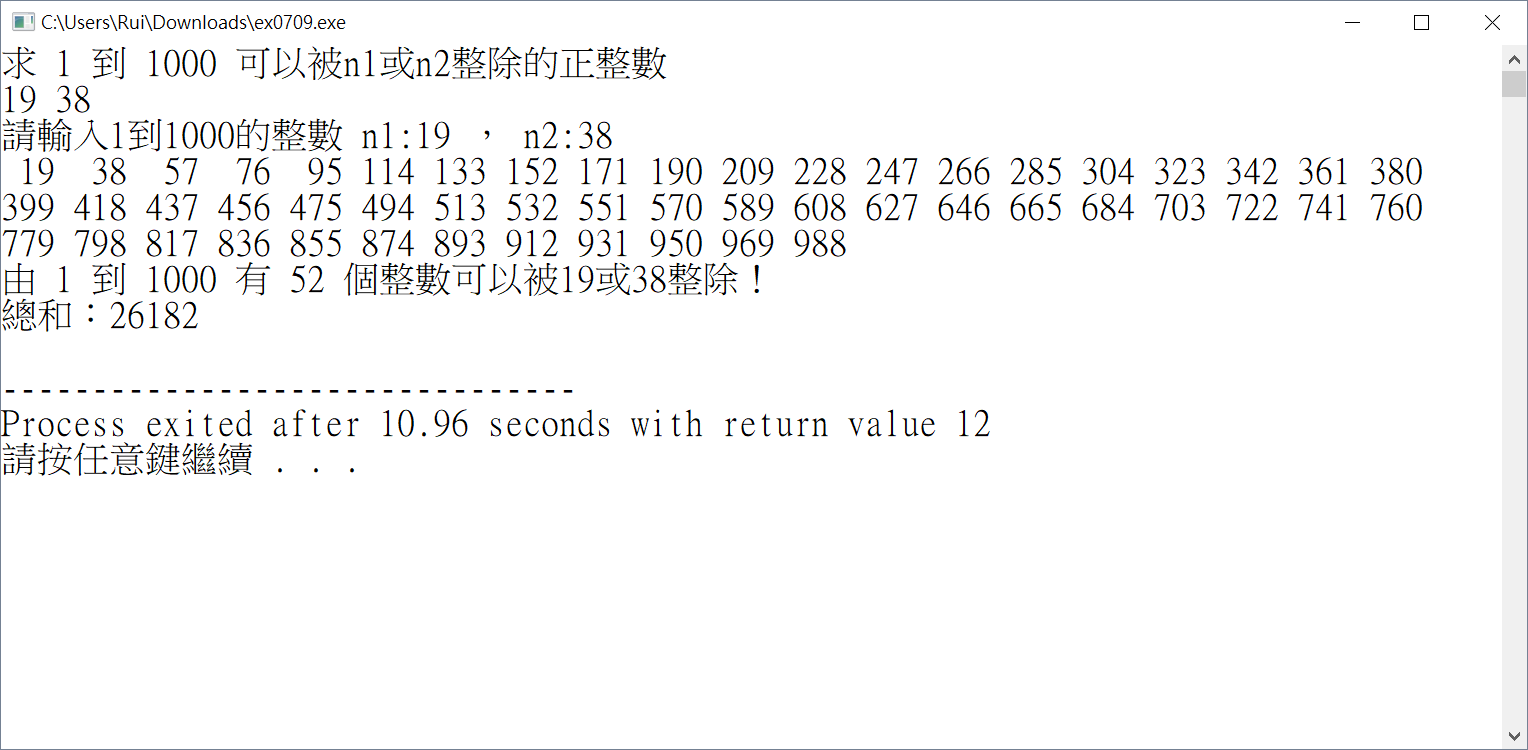 C:\Users\Rui\Downloads\ex0709.exe
求 1 到 1000 可以被n1或n2整除的正整數
19 38
請輸入1到1000的整數 n1:19 , n2:38
19 38 57 76 95 114 133 152 171 190 209 228 247 266 285 304 323 342 361 380
399 418 437 456 475 494 513 532 551 570 589 608 627 646 665 684 703 722 741 760
779 798 817 836 855 874 893 912 931 950 969 988
由 1 到 1000 有 52 個整數可以被19或38整除！
總和：26182
--------------------------------
Process exited after 10.96 seconds with return value 12
請按任意鍵繼續 . . .